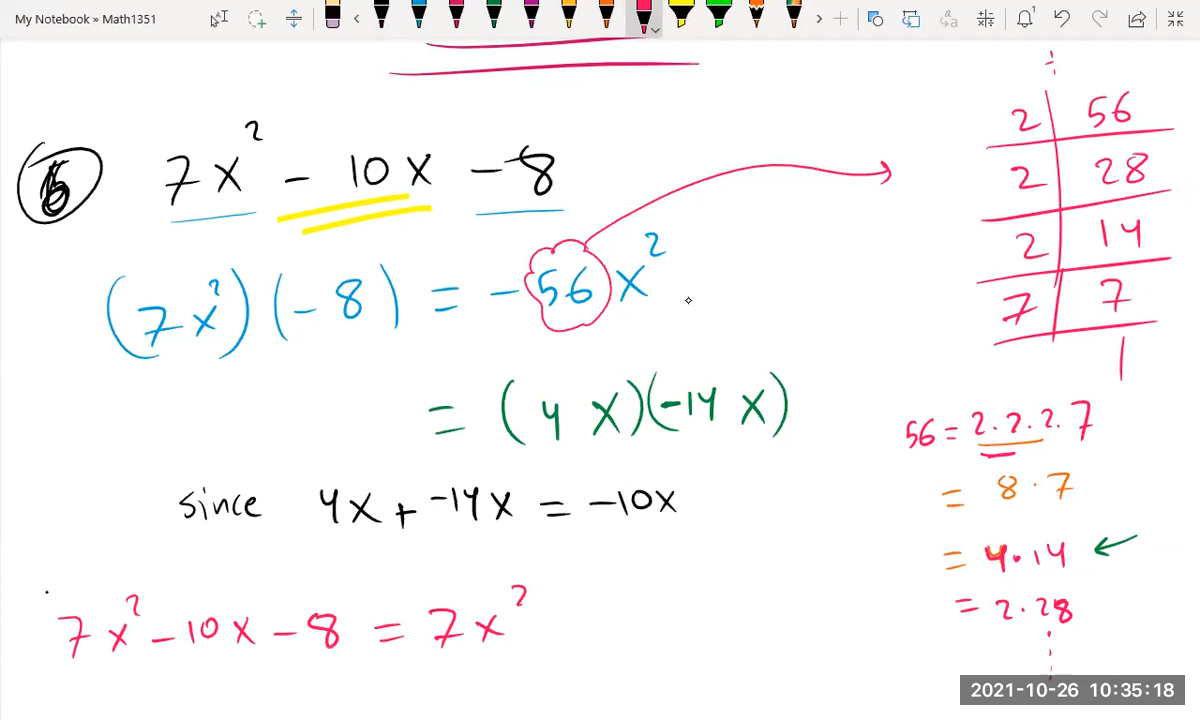 My Notebook » Math1351
⑥ 7x² - 10x - 8
(7x²)(-8) = -56x²
= (4x)(-14x)
since 4x + -14x = -10x
7x² - 10x - 8 = 7x²
2 | 56
2 | 28
2 | 14
7 | 7
1
56 = 2.2.2.7
= 8 · 7
= 4 · 14 ←
= 2 · 28
2021-10-26 10:35:18